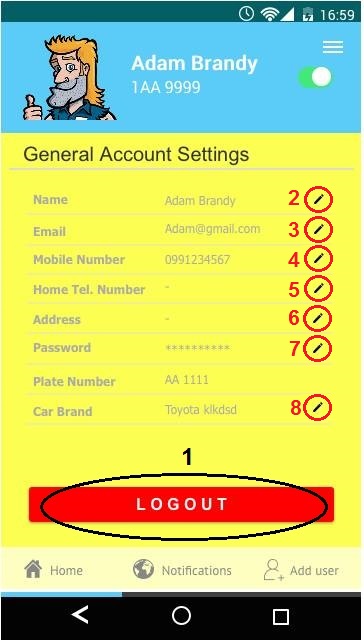 16:59
Adam Brandy
1AA 9999
General Account Settings
Name Adam Brandy 2
Email Adam@gmail.com 3
Mobile Number 0991234567 4
Home Tel. Number - 5
Address - 6
Password ********** 7
Plate Number AA 1111
Car Brand Toyota klkdsd 8
1
LOGOUT
Home Notifications Add user